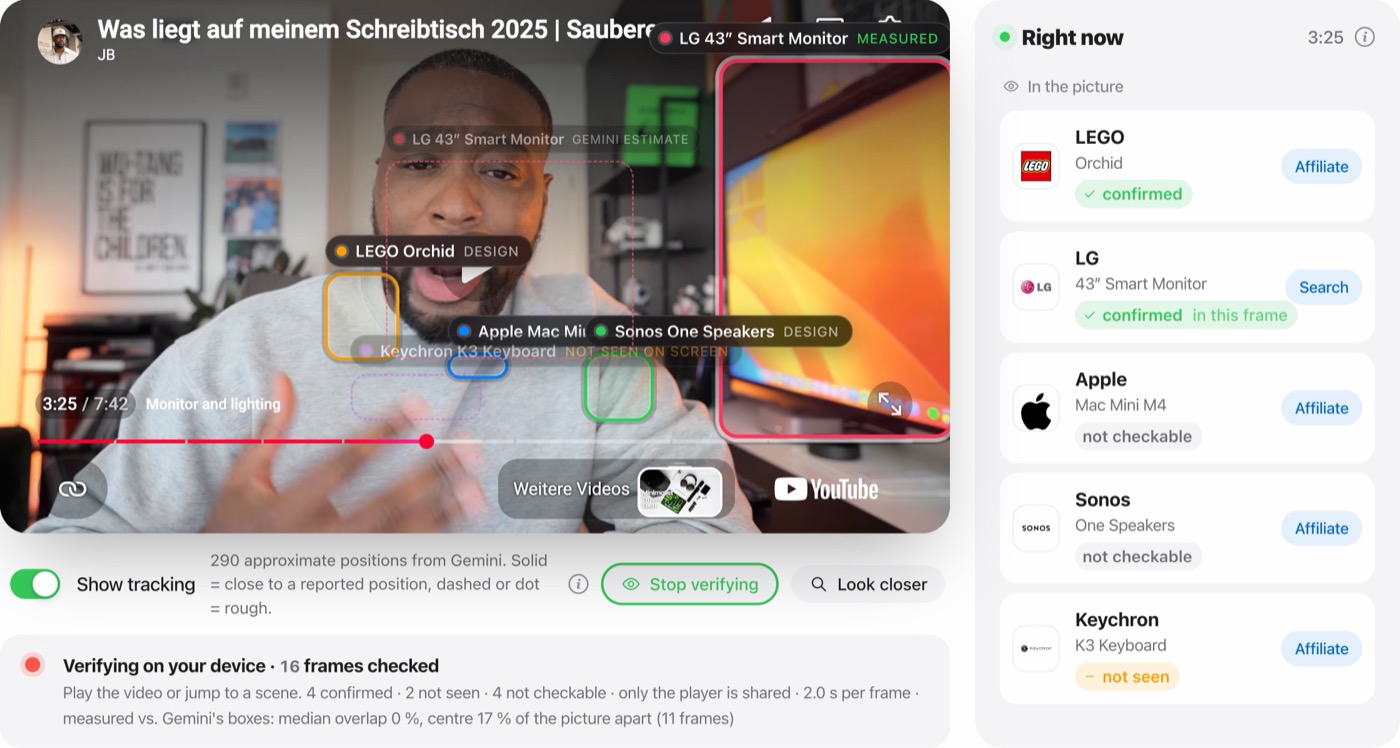 Was liegt auf meinem Schreibtisch 2025 | Saubere
JB
LG 43″ Smart Monitor MEASURED
LG 43″ Smart Monitor GEMINI ESTIMATE
WU-TANG
IS FOR
THE
CHILDREN.
LEGO Orchid DESIGN
Apple Mac Mi
Sonos One Speakers DESIGN
Keychron K3 Keyboard NOT SEEN ON SCREEN
3:25 / 7:42 Monitor and lighting
Weitere Videos
YouTube
Show tracking
290 approximate positions from Gemini. Solid
= close to a reported position, dashed or dot
= rough.
Stop verifying
Look closer
Verifying on your device · 16 frames checked
Play the video or jump to a scene. 4 confirmed · 2 not seen · 4 not checkable · only the player is shared · 2.0 s per frame ·
measured vs. Gemini's boxes: median overlap 0 %, centre 17 % of the picture apart (11 frames)
Right now 3:25
In the picture
LEGO
LEGO
Orchid
Affiliate
confirmed
LG
LG
43″ Smart Monitor
Search
confirmed in this frame
Apple
Mac Mini M4
Affiliate
not checkable
SONOS
Sonos
One Speakers
Affiliate
not checkable
Keychron
Keychron
K3 Keyboard
Affiliate
not seen